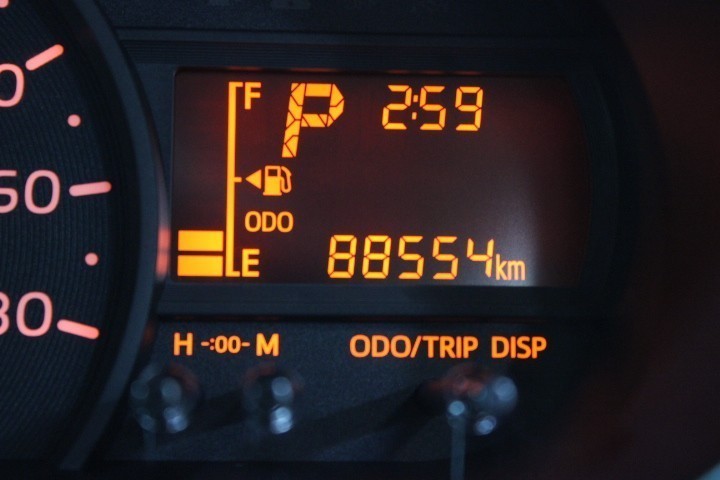 F P 2:59
ODO
E 88554km
H -:00- M ODO/TRIP DISP